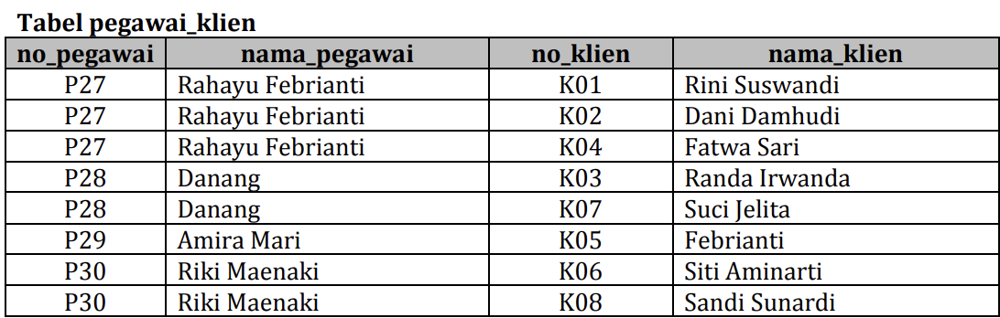 Tabel pegawai_klien
no_pegawai nama_pegawai no_klien nama_klien
P27 Rahayu Febrianti K01 Rini Suswandi
P27 Rahayu Febrianti K02 Dani Damhudi
P27 Rahayu Febrianti K04 Fatwa Sari
P28 Danang K03 Randa Irwanda
P28 Danang K07 Suci Jelita
P29 Amira Mari K05 Febrianti
P30 Riki Maenaki K06 Siti Aminarti
P30 Riki Maenaki K08 Sandi Sunardi